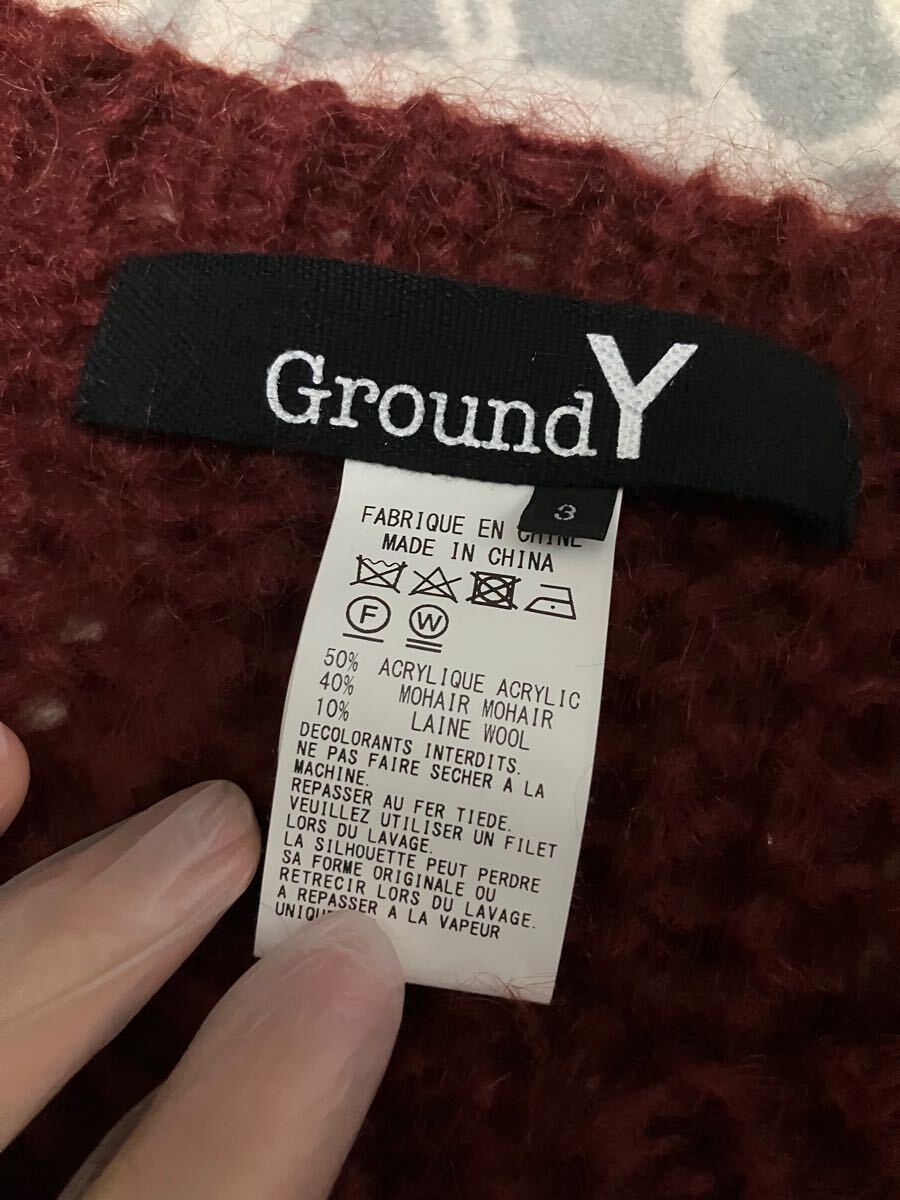 GroundY
3
FABRIQUE EN CHINE
MADE IN CHINA
F W
50% ACRYLIQUE ACRYLIC
40% MOHAIR MOHAIR
10% LAINE WOOL
DECOLORANTS INTERDITS.
NE PAS FAIRE SECHER A LA
MACHINE.
REPASSER AU FER TIEDE.
VEUILLEZ UTILISER UN FILET
LORS DU LAVAGE.
LA SILHOUETTE PEUT PERDRE
SA FORME ORIGINALE OU
RETRECIR LORS DU LAVAGE.
A REPASSER A LA VAPEUR